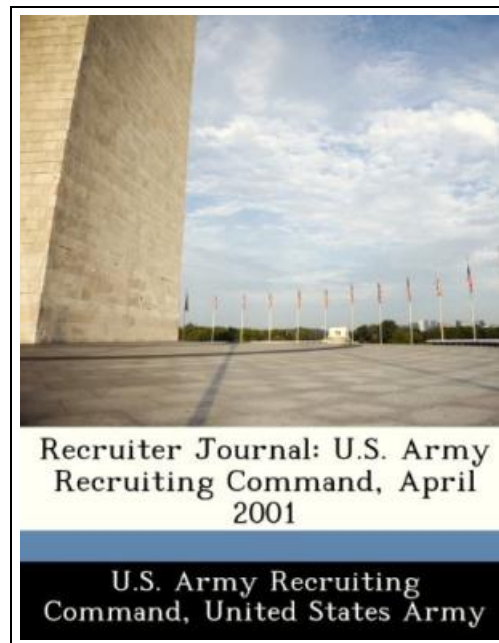 Recruiter Journal: U.S. Army
Recruiting Command, April
2001
U.S. Army Recruiting
Command, United States Army